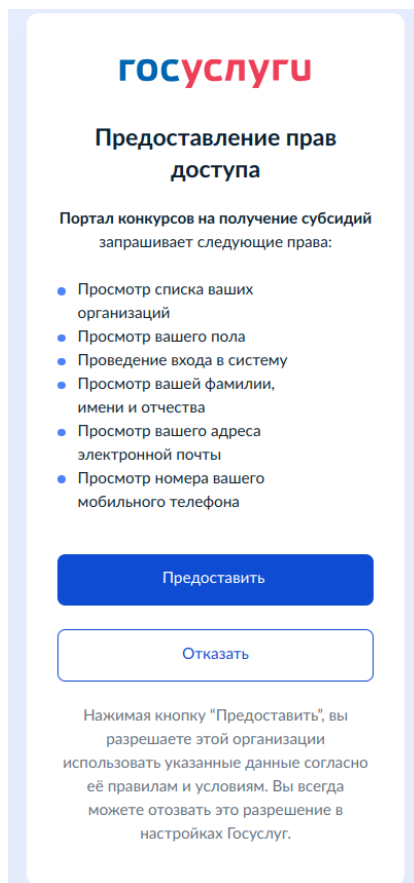 госуслуги
Предоставление прав
доступа
Портал конкурсов на получение субсидий
запрашивает следующие права:
Просмотр списка ваших
организаций
Просмотр вашего пола
Проведение входа в систему
Просмотр вашей фамилии,
имени и отчества
Просмотр вашего адреса
электронной почты
Просмотр номера вашего
мобильного телефона
Предоставить
Отказать
Нажимая кнопку “Предоставить”, вы
разрешаете этой организации
использовать указанные данные согласно
её правилам и условиям. Вы всегда
можете отозвать это разрешение в
настройках Госуслуг.